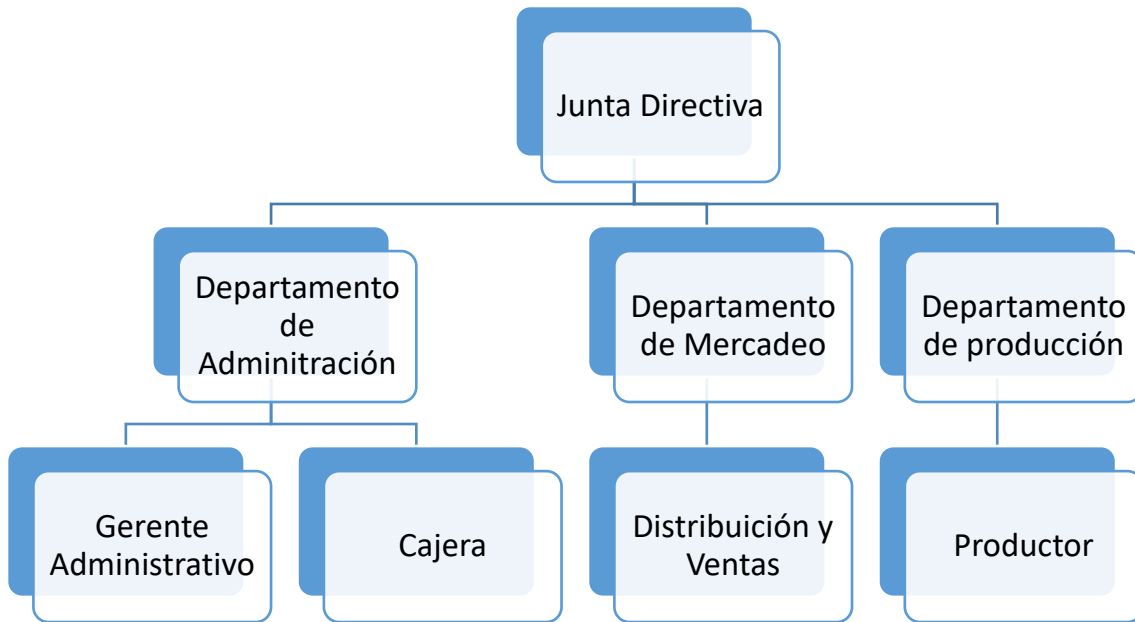 Junta Directiva
Departamento
de
Adminitración
Departamento
de Mercadeo
Departamento
de producción
Gerente
Administrativo
Cajera
Distribuición y
Ventas
Productor